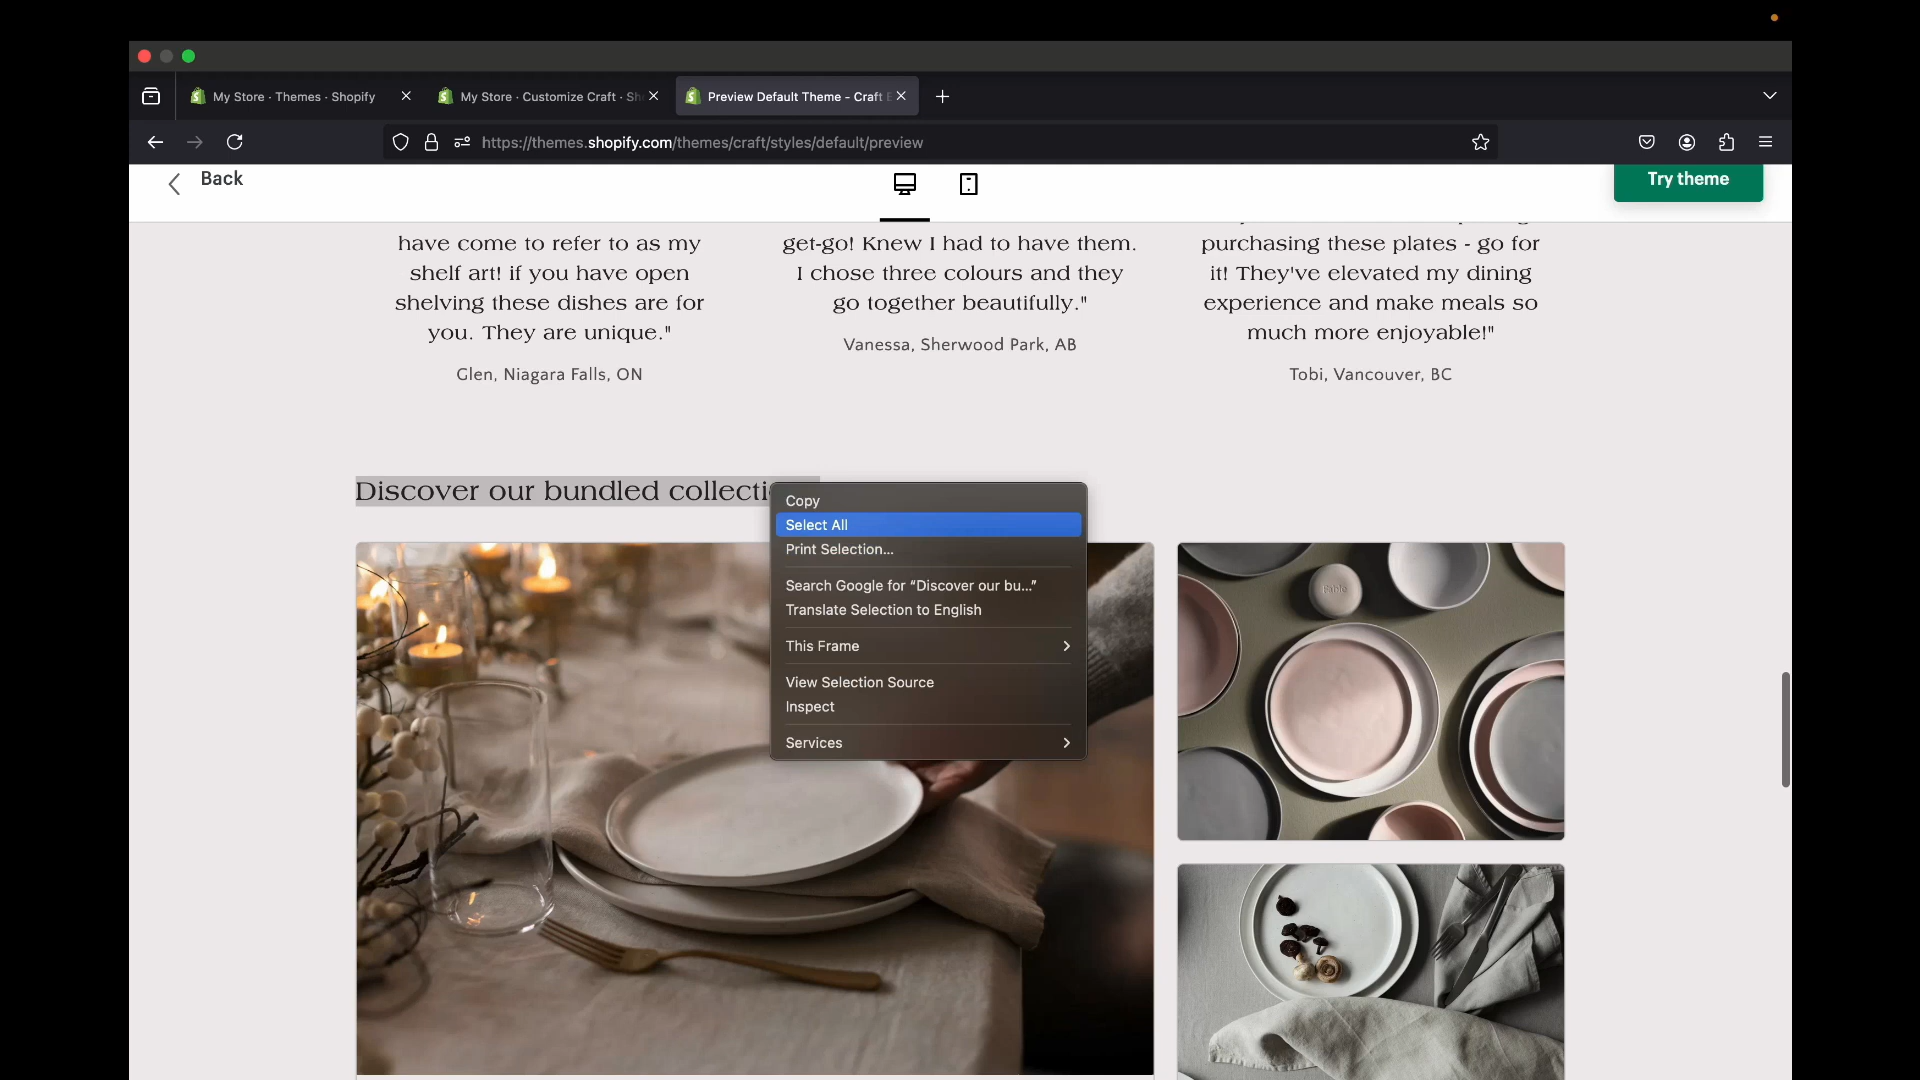 My Store · Themes · Shopify
My Store · Customize Craft · Sh
Preview Default Theme - Craft E
https://themes.shopify.com/themes/craft/styles/default/preview
Back
Try theme
have come to refer to as my
shelf art! if you have open
shelving these dishes are for
you. They are unique."
Glen, Niagara Falls, ON
get-go! Knew I had to have them.
I chose three colours and they
go together beautifully."
Vanessa, Sherwood Park, AB
purchasing these plates - go for
it! They've elevated my dining
experience and make meals so
much more enjoyable!"
Tobi, Vancouver, BC
Discover our bundled collecti
Copy
Select All
Print Selection...
Search Google for “Discover our bu...”
Translate Selection to English
This Frame
View Selection Source
Inspect
Services
Fable